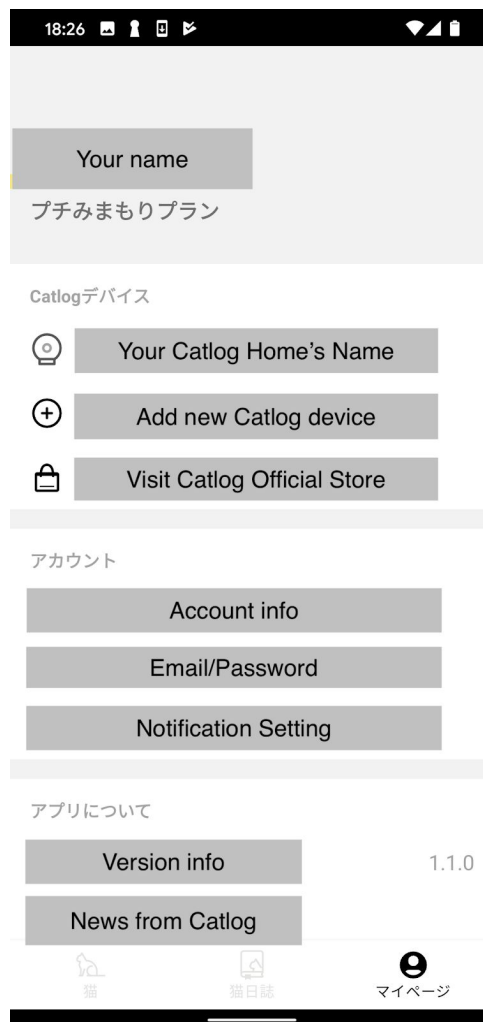 18:26
Your name
プチみまもりプラン
Catlogデバイス
Your Catlog Home's Name
Add new Catlog device
Visit Catlog Official Store
アカウント
Account info
Email/Password
Notification Setting
アプリについて
Version info
1.1.0
News from Catlog
猫
猫日誌
マイページ